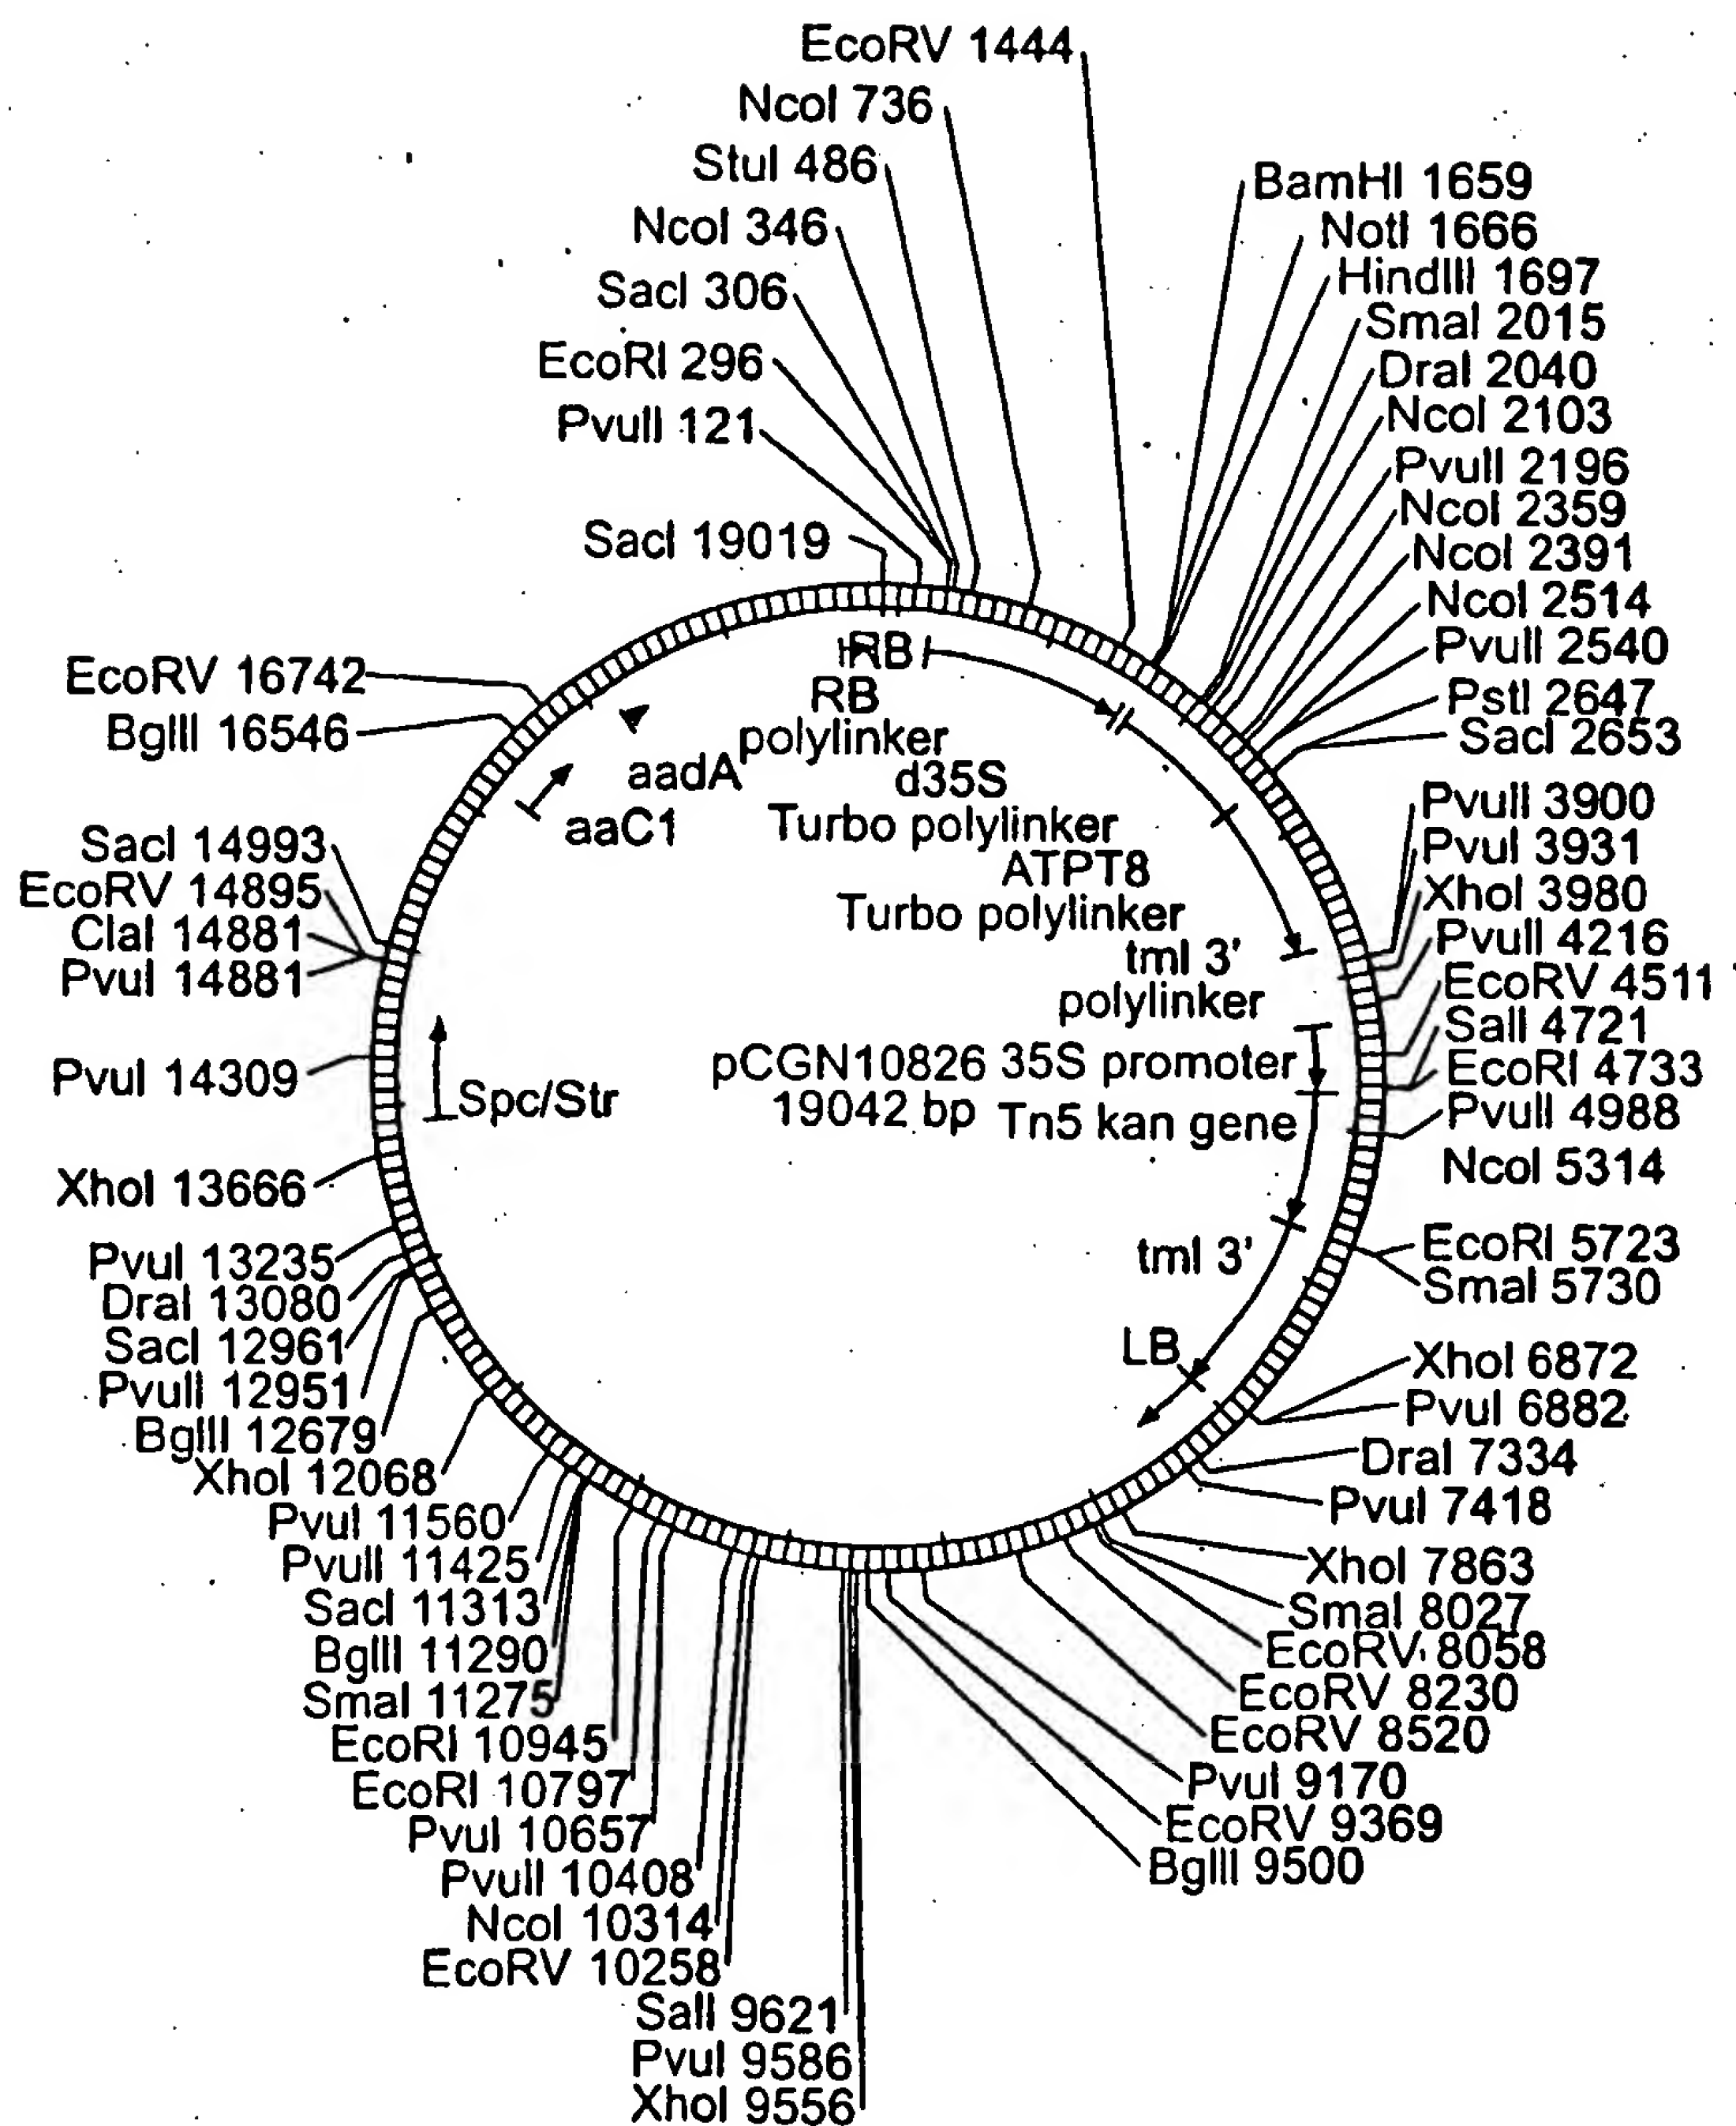 EcoRV 1444
NcoI 736
StuI 486
NcoI 346
SacI 306
EcoRI 296
PvuII 121
SacI 19019
BamHI 1659
NotI 1666
HindIII 1697
SmaI 2015
DraI 2040
NcoI 2103
PvuII 2196
NcoI 2359
NcoI 2391
NcoI 2514
PvuII 2540
PstI 2647
SacI 2653
PvuII 3900
PvuI 3931
XhoI 3980
PvuII 4216
EcoRV 4511
SalI 4721
EcoRI 4733
PvuII 4988
NcoI 5314
EcoRI 5723
SmaI 5730
XhoI 6872
PvuI 6882
DraI 7334
PvuI 7418
XhoI 7863
SmaI 8027
EcoRV 8058
EcoRV 8230
EcoRV 8520
PvuI 9170
EcoRV 9369
BglII 9500
EcoRV 16742
BglII 16546
SacI 14993
EcoRV 14895
ClaI 14881
PvuI 14881
PvuI 14309
XhoI 13666
PvuI 13235
DraI 13080
SacI 12961
PvuII 12951
BglII 12679
XhoI 12068
PvuI 11560
PvuII 11425
SacI 11313
BglII 11290
SmaI 11275
EcoRI 10945
EcoRI 10797
PvuI 10657
PvuII 10408
NcoI 10314
EcoRV 10258
SalI 9621
PvuI 9586
XhoI 9556
RB
RB
polylinker
aadA
d35S
aaC1
Turbo polylinker
ATPT8
Turbo polylinker
tml 3'
polylinker
pCGN10826 35S promoter
19042 bp Tn5 kan gene
Spc/Str
tml 3'
LB